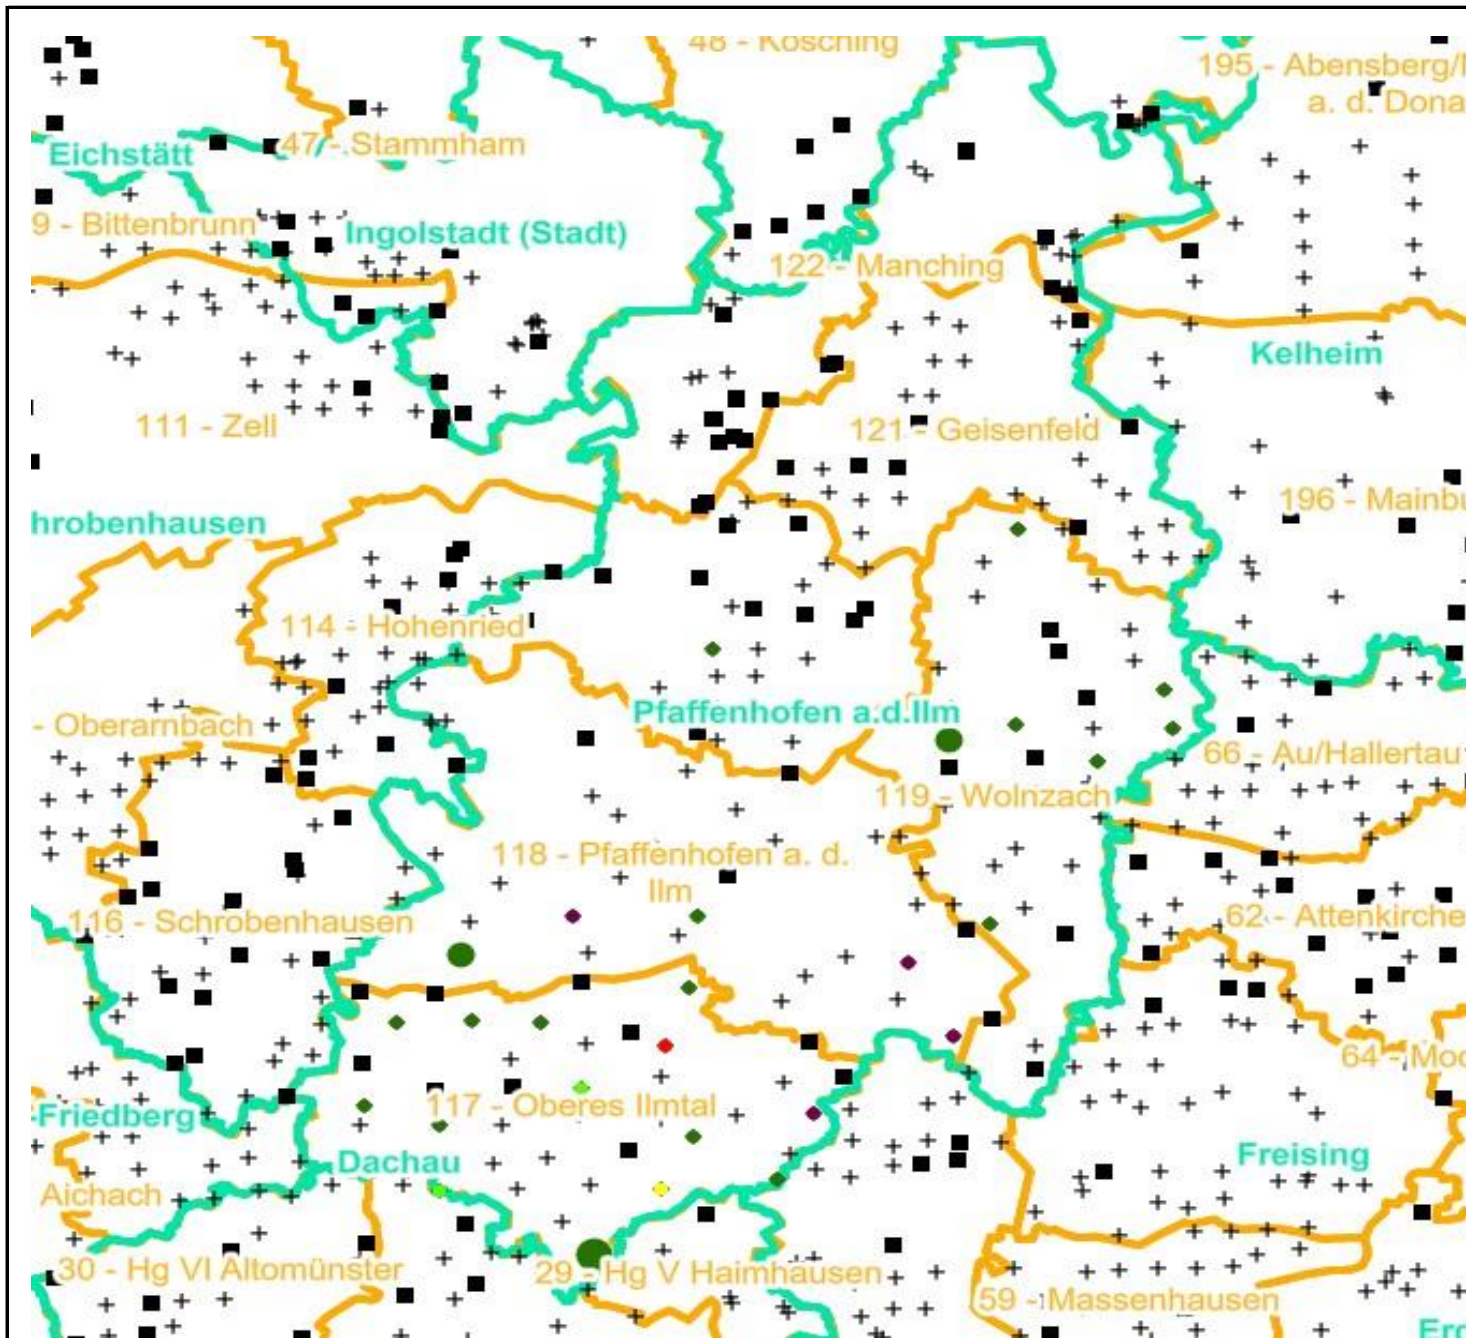 48 - Kösching
195 - Abensberg/
a. d. Dona
47 - Stammham
Eichstätt
9 - Bittenbrunn
Ingolstadt (Stadt)
122 - Manching
Kelheim
111 - Zell
121 - Geisenfeld
196 - Mainbu
hrobenhausen
114 - Hohenried
Pfaffenhofen a.d.Ilm
- Oberarnbach
66 - Au/Hallertau
119 - Wolnzach
118 - Pfaffenhofen a. d.
Ilm
116 - Schrobenhausen
62 - Attenkirche
64 - Moo
117 - Oberes Ilmtal
Friedberg
Dachau
Freising
Aichach
30 - Hg VI Altomünster
29 - Hg V Haimhausen
59 - Massenhausen
Erd